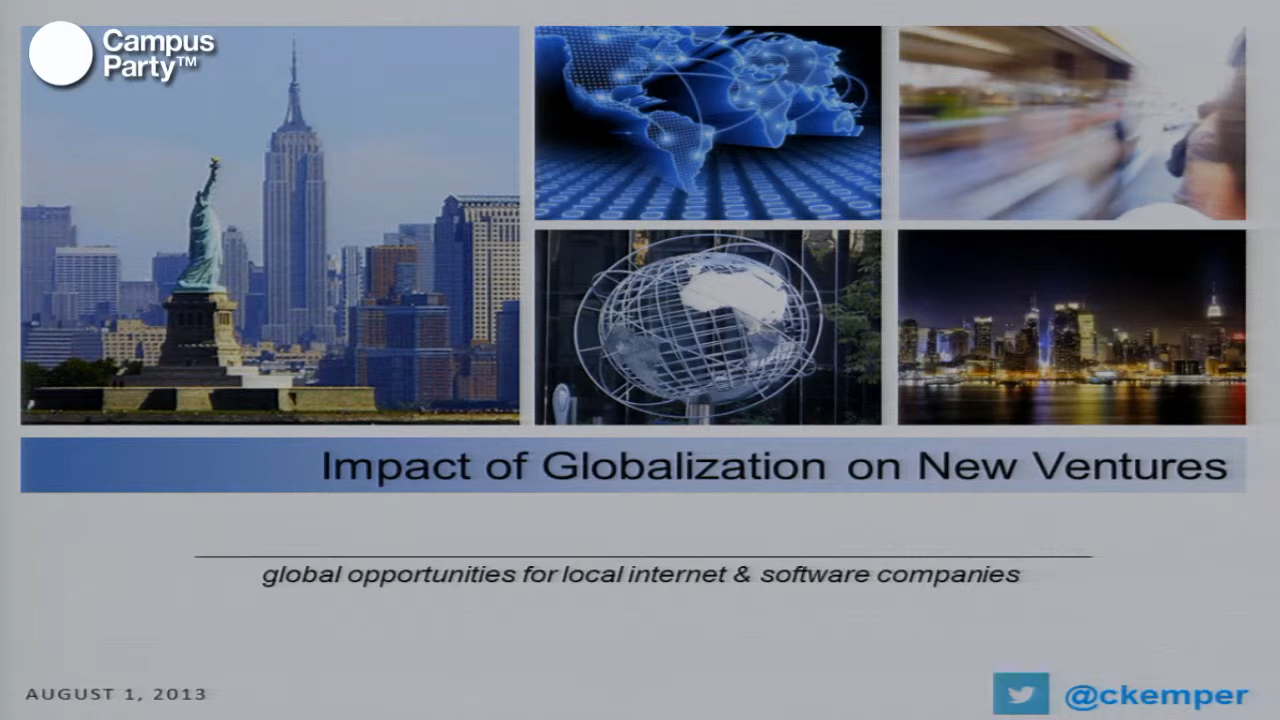 Campus
Party™
Impact of Globalization on New Ventures
global opportunities for local internet & software companies
AUGUST 1, 2013
@ckemper